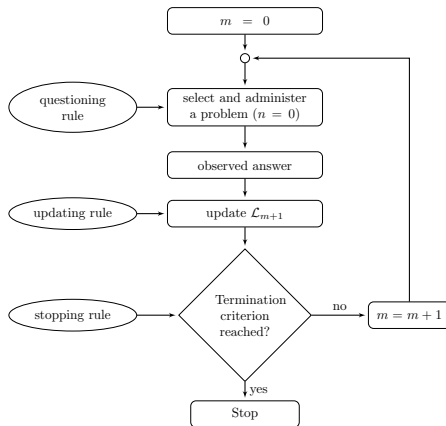 m = 0
questioning
rule
select and administer
a problem (n = 0)
observed answer
updating rule
update ℒₘ₊₁
stopping rule
Termination
criterion
reached?
no
m = m + 1
yes
Stop